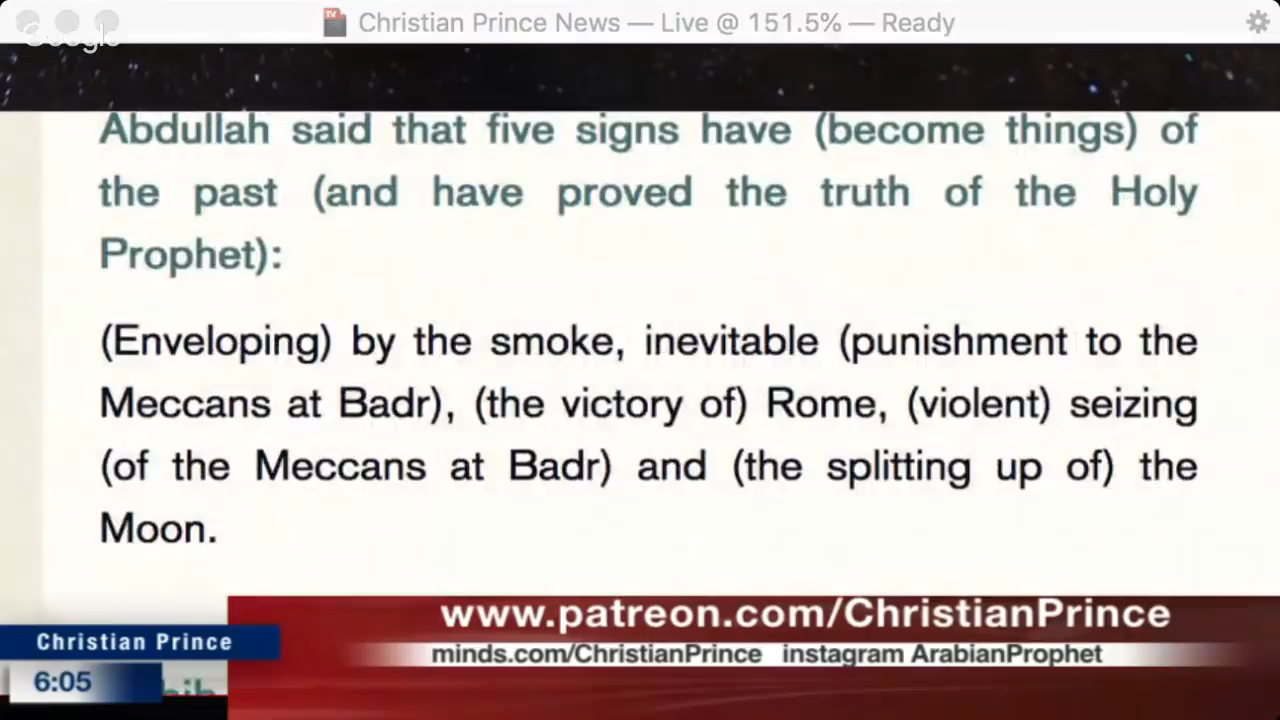 Christian Prince News — Live @ 151.5% — Ready
Google
Abdullah said that five signs have (become things) of
the past (and have proved the truth of the Holy
Prophet):
(Enveloping) by the smoke, inevitable (punishment to the
Meccans at Badr), (the victory of) Rome, (violent) seizing
(of the Meccans at Badr) and (the splitting up of) the
Moon.
www.patreon.com/ChristianPrince
Christian Prince
minds.com/ChristianPrince instagram ArabianProphet
6:05